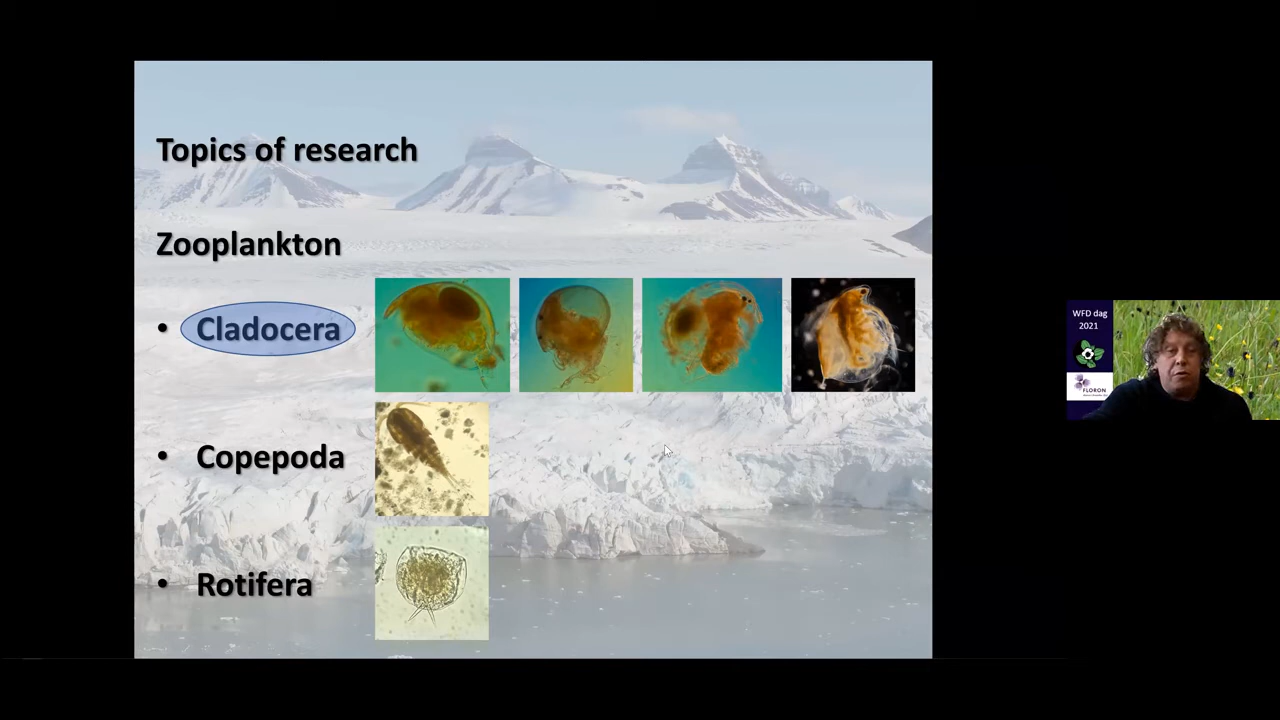 Topics of research
Zooplankton
• Cladocera
• Copepoda
• Rotifera
WFD dag
2021
FLORON